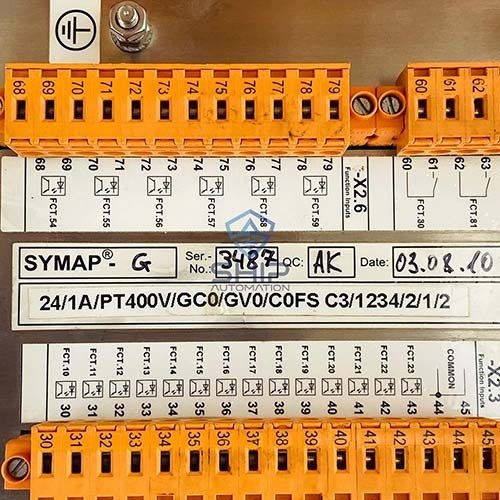 68 69 70 71 72 73 74 75 76 77 78 79
60 61 62
68 69 70 71 72 73 74 75 76 77 78 79
FCT.54 FCT.55 FCT.56 FCT.57 FCT.58 FCT.59
-X2.6
Function Inputs
60 61 62 63
FCT.80 FCT.81
SYMAP®- G Ser.-No.: 3487 QC: AK Date: 03.08.10
SHIP
AUTOMATION
24/1A/PT400V/GC0/GV0/C0FS C3/1234/2/1/2
FCT.10 FCT.11 FCT.12 FCT.13 FCT.14 FCT.15 FCT.16 FCT.17 FCT.18 FCT.19 FCT.20 FCT.21 FCT.22 FCT.23
COMMON
-X2.3
Function Inputs
30 31 32 33 34 35 36 37 38 39 40 41 42 43 44 45
30 31 32 33 34 35 36 37 38 39 40 41 42 43 44 45